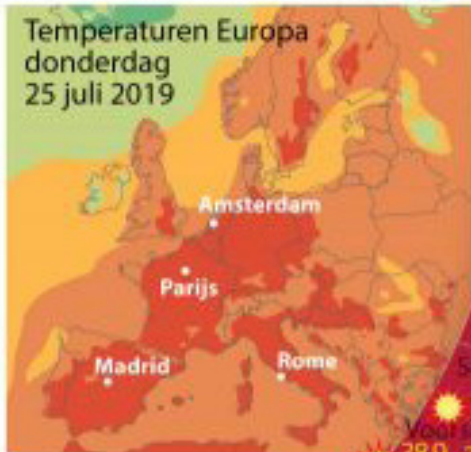 Temperaturen Europa
donderdag
25 juli 2019
Amsterdam
Parijs
Madrid
Rome